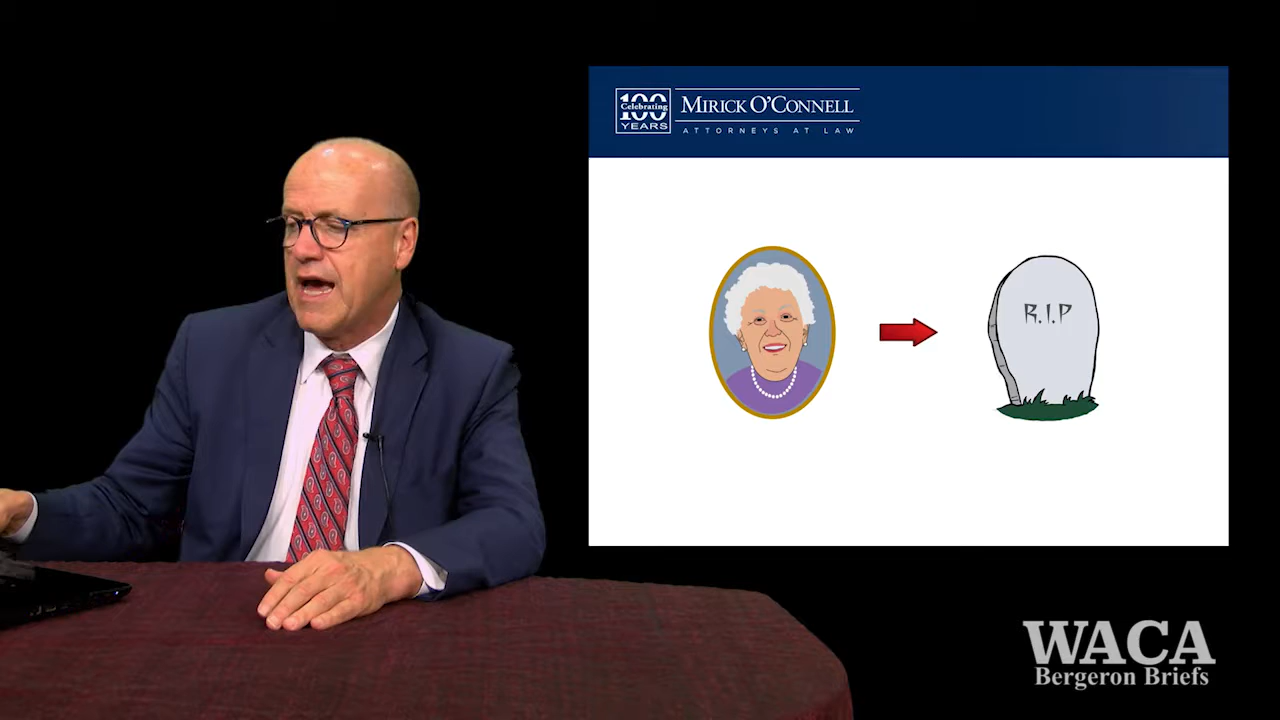 Celebrating
100
YEARS
MIRICK O'CONNELL
ATTORNEYS AT LAW
R.I.P
WACA
Bergeron Briefs